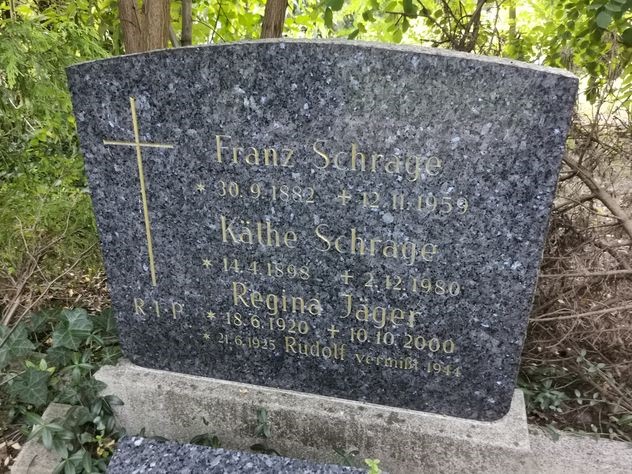 Franz Schrage
* 30.9.1882 + 12.11.1959
Käthe Schrage
* 14.4.1898 + 2.12.1980
Regina Jäger
R·I·P
* 18.6.1920 + 10.10.2000
* 21.6.1925 Rudolf vermißt 1944